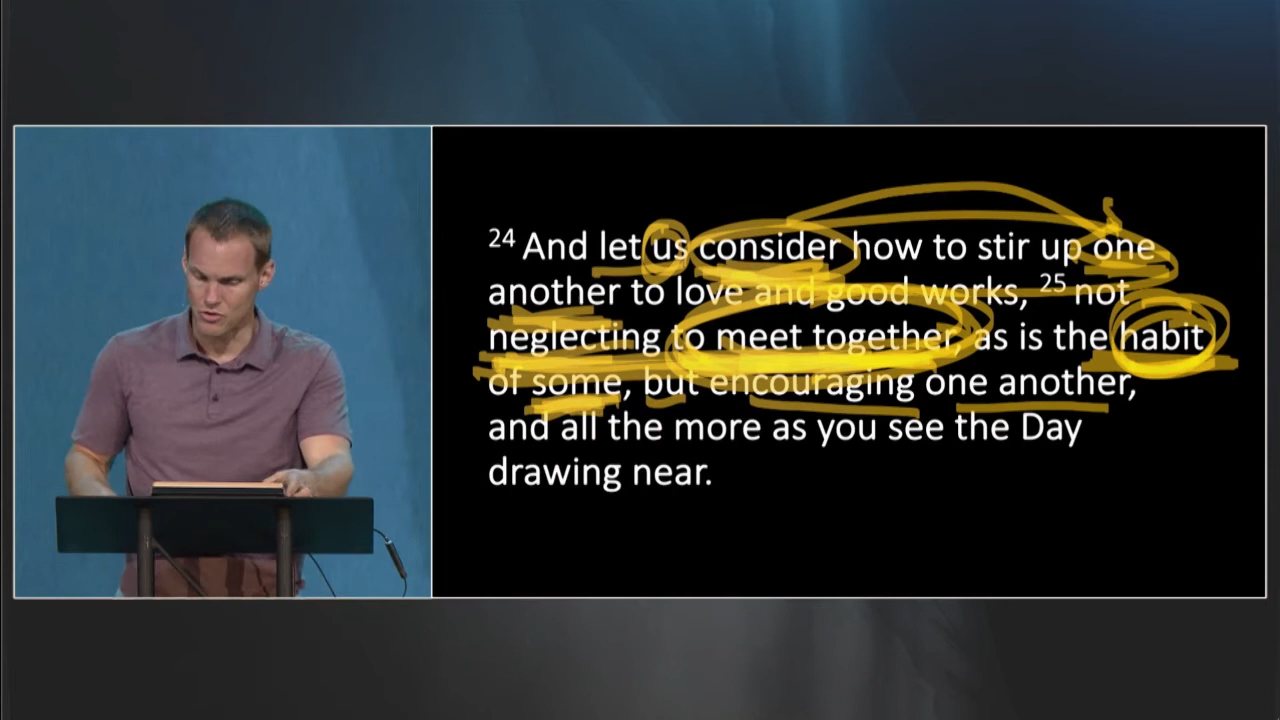 24 And let us consider how to stir up one
another to love and good works, 25 not
neglecting to meet together, as is the habit
of some, but encouraging one another,
and all the more as you see the Day
drawing near.